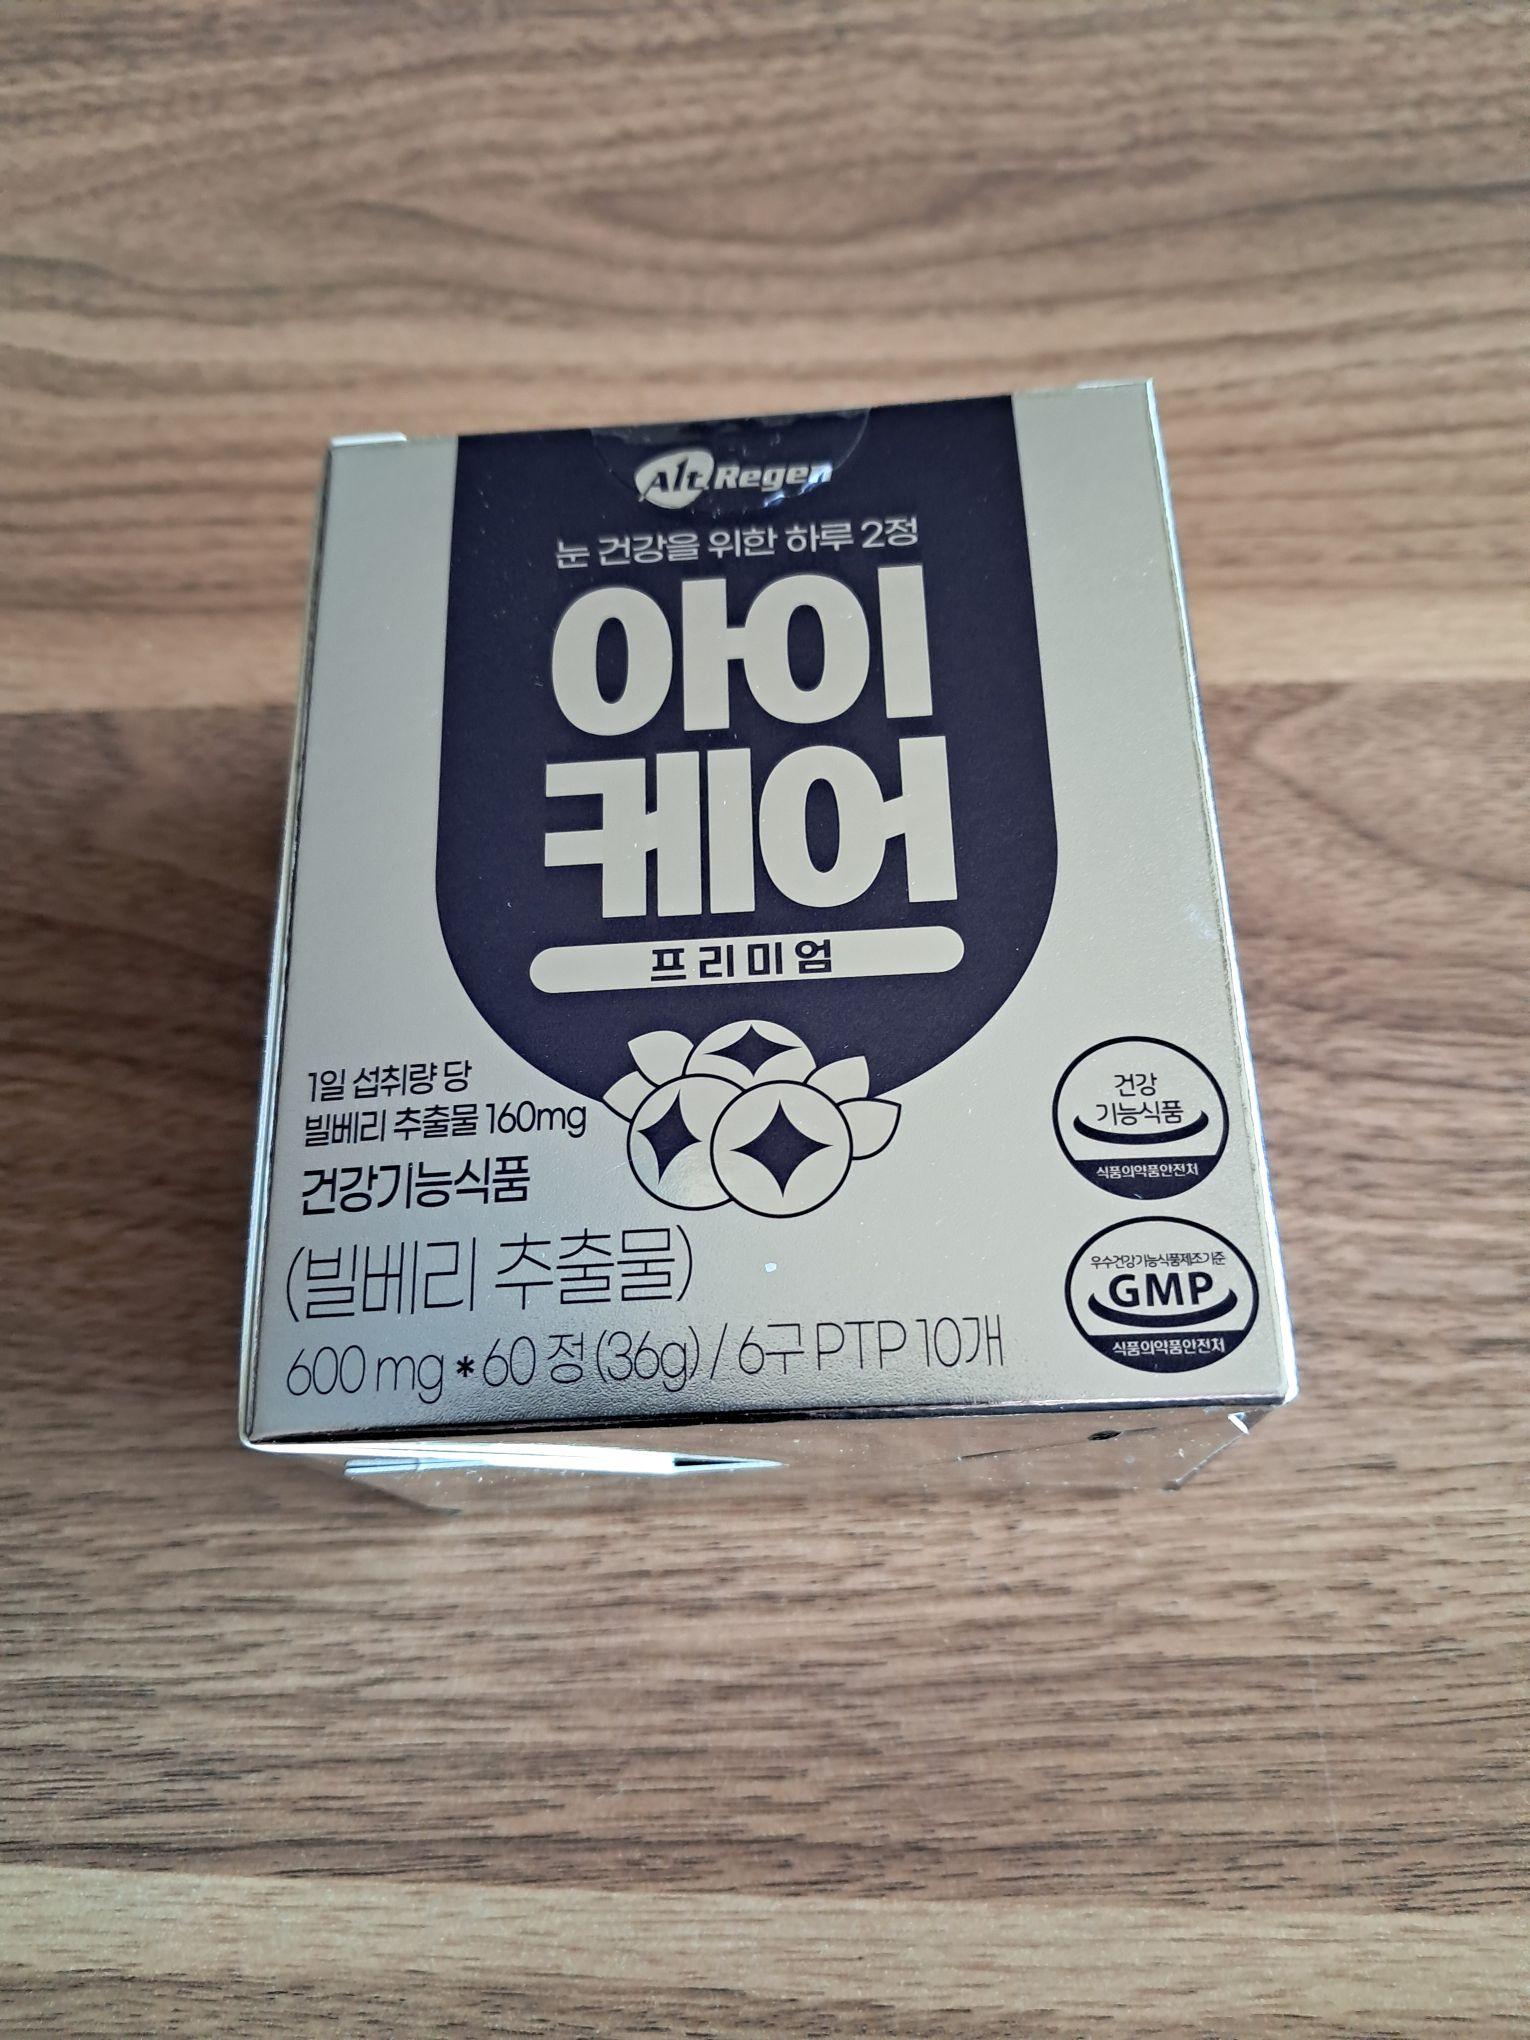 Alt. Regen
눈 건강을 위한 하루 2정
아이
케어
프리미엄
1일 섭취량 당
빌베리 추출물 160mg
건강기능식품
(빌베리 추출물)
600 mg * 60 정 (36g) / 6구 PTP 10개
건강
기능식품
식품의약품안전처
우수건강기능식품제조기준
GMP
식품의약품안전처